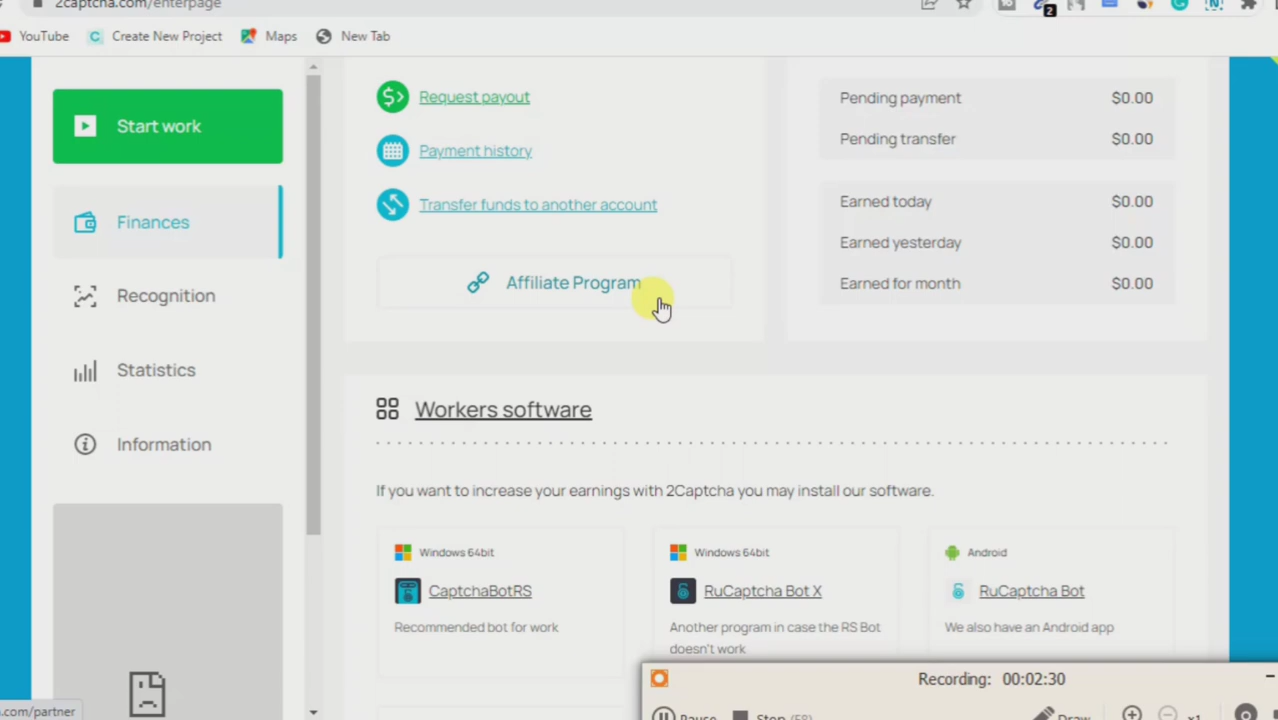 2captcha.com/enterpage
2
YouTube
Create New Project
Maps
New Tab
Start work
Finances
Recognition
Statistics
Information
Request payout
Payment history
Transfer funds to another account
Affiliate Program
Pending payment $0.00
Pending transfer $0.00
Earned today $0.00
Earned yesterday $0.00
Earned for month $0.00
Workers software
If you want to increase your earnings with 2Captcha you may install our software.
Windows 64bit
CaptchaBotRS
Recommended bot for work
Windows 64bit
RuCaptcha Bot X
Another program in case the RS Bot
doesn't work
Android
RuCaptcha Bot
We also have an Android app
Recording: 00:02:30
Pause
Stop (F8)
Draw
x1
a.com/partner